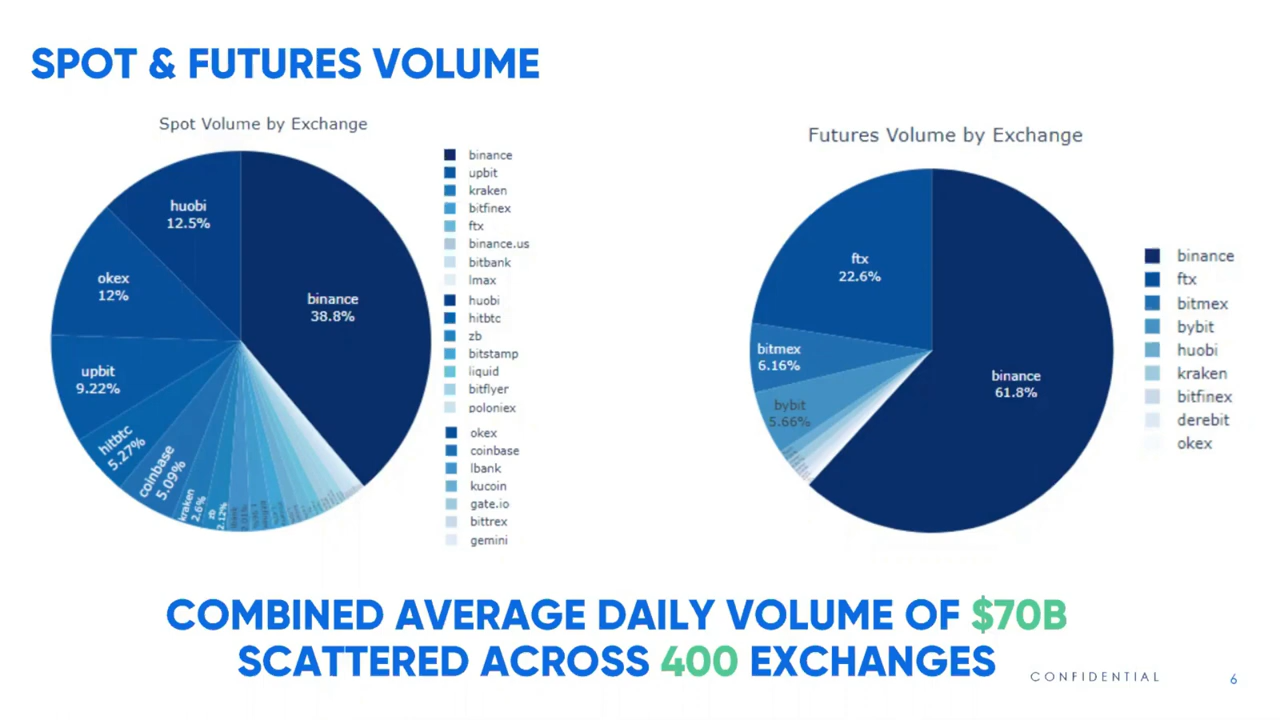 SPOT & FUTURES VOLUME
Spot Volume by Exchange
huobi
12.5%
okex
12%
upbit
9.22%
hitbtc
5.27%
coinbase
5.09%
kraken
2.6%
zb
2.12%
binance
38.8%
binance
upbit
kraken
bitfinex
ftx
binance.us
bitbank
lmax
huobi
hitbtc
zb
bitstamp
liquid
bitflyer
poloniex
okex
coinbase
lbank
kucoin
gate.io
bittrex
gemini
Futures Volume by Exchange
ftx
22.6%
bitmex
6.16%
bybit
5.66%
binance
61.8%
binance
ftx
bitmex
bybit
huobi
kraken
bitfinex
derebit
okex
COMBINED AVERAGE DAILY VOLUME OF $70B
SCATTERED ACROSS 400 EXCHANGES
CONFIDENTIAL
6